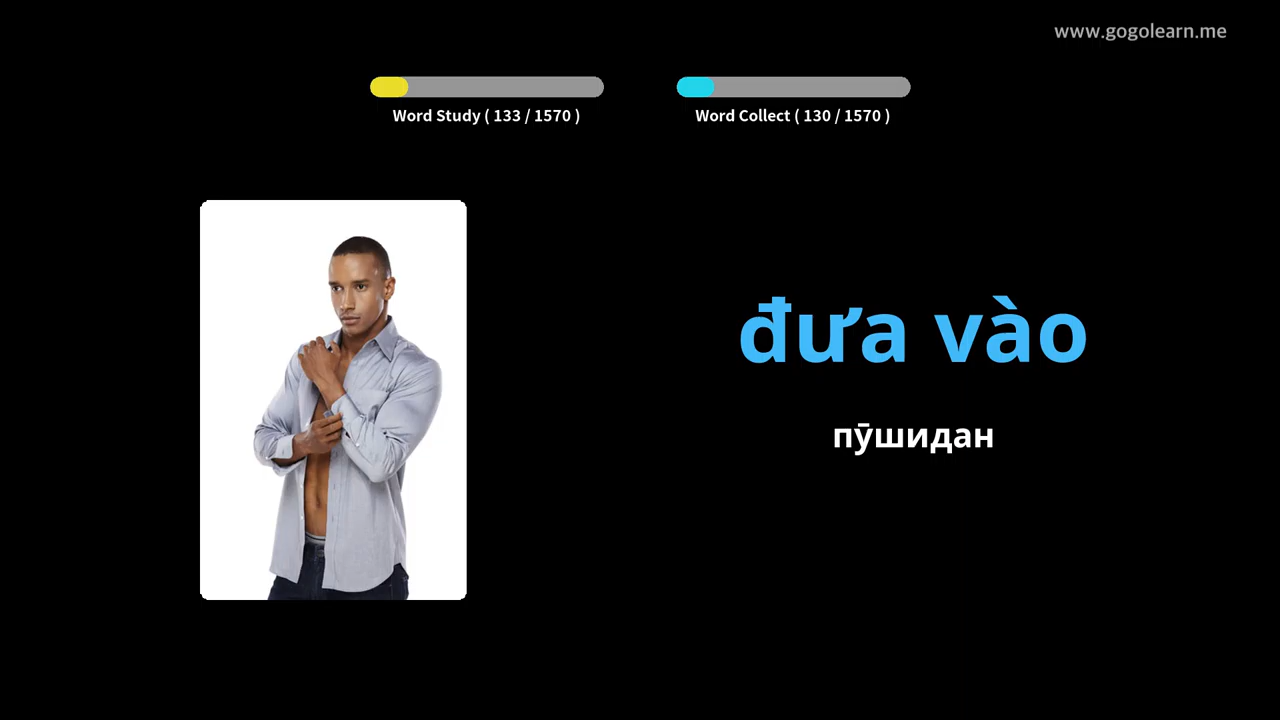 www.gogolearn.me
Word Study ( 133 / 1570 )
Word Collect ( 130 / 1570 )
đưa vào
пӯшидан